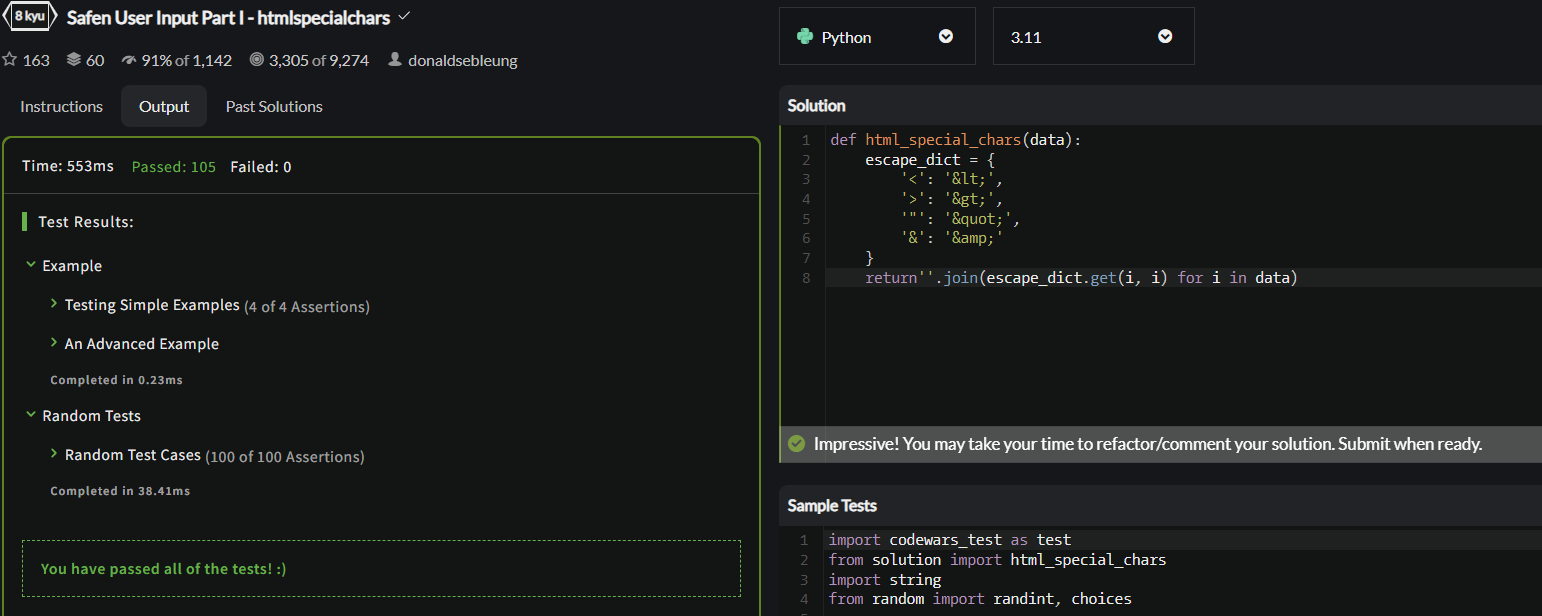 8 kyu Safen User Input Part I - htmlspecialchars
163 60 91% of 1,142 3,305 of 9,274 donaldsebleung
Instructions Output Past Solutions
Time: 553ms Passed: 105 Failed: 0
Test Results:
Example
Testing Simple Examples (4 of 4 Assertions)
An Advanced Example
Completed in 0.23ms
Random Tests
Random Test Cases (100 of 100 Assertions)
Completed in 38.41ms
You have passed all of the tests! :)
Python 3.11
Solution
1 def html_special_chars(data):
2     escape_dict = {
3         '<': '&lt;',
4         '>': '&gt;',
5         '"': '&quot;',
6         '&': '&amp;'
7     }
8     return''.join(escape_dict.get(i, i) for i in data)
Impressive! You may take your time to refactor/comment your solution. Submit when ready.
Sample Tests
1 import codewars_test as test
2 from solution import html_special_chars
3 import string
4 from random import randint, choices